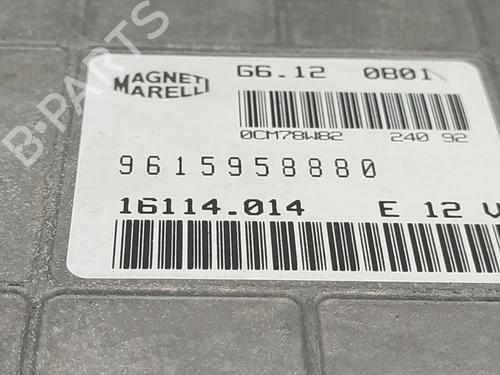 MAGNETI MARELLI
G6.12 0B01
0CM78W82 240 92
9615958880
16114.014 E 12 V
B-PARTS